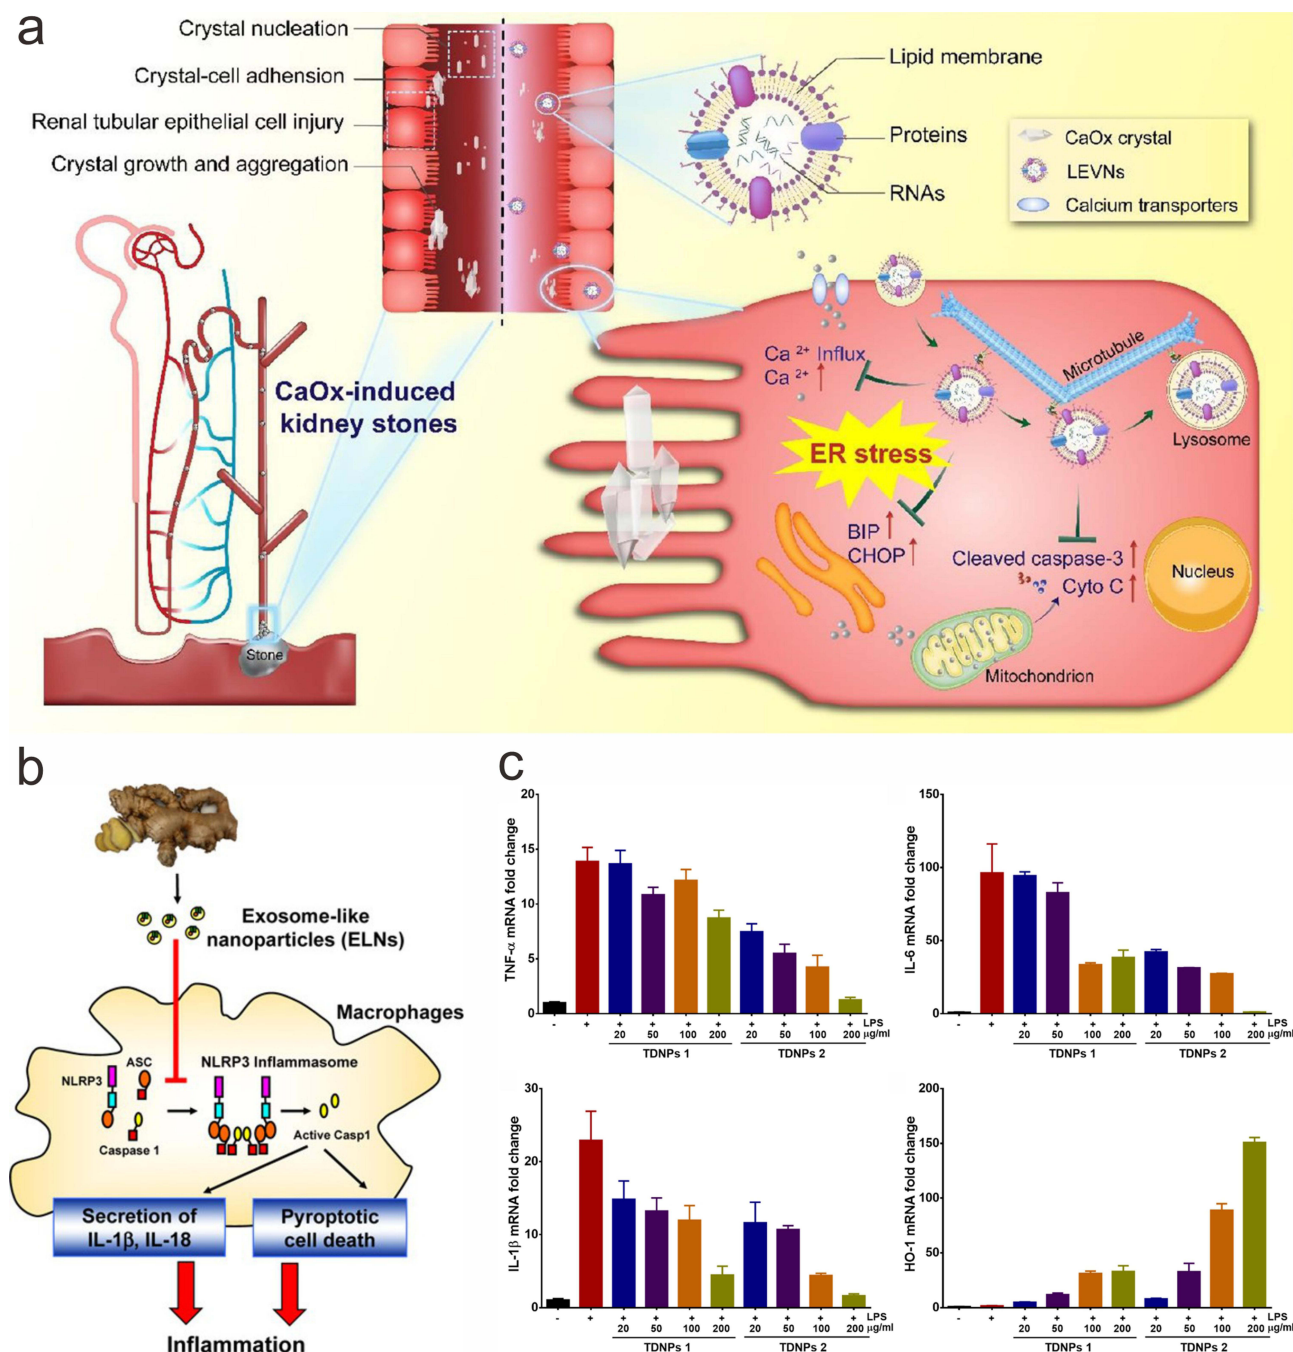 a
Crystal nucleation
Crystal-cell adhension
Renal tubular epithelial cell injury
Crystal growth and aggregation
Lipid membrane
Proteins
RNAs
CaOx crystal
LEVNs
Calcium transporters
CaOx-induced
kidney stones
Stone
Ca 2+ Influx
Ca 2+
Microtubule
Lysosome
ER stress
BIP
CHOP
Cleaved caspase-3
Cyto C
Nucleus
Mitochondrion
b
Exosome-like
nanoparticles (ELNs)
Macrophages
NLRP3
ASC
NLRP3 Inflammasome
Caspase 1
Active Casp1
Secretion of
IL-1β, IL-18
Pyroptotic
cell death
Inflammation
c
TNF-α mRNA fold change
20
15
10
5
0
- + + + + + + + + + LPS
20 50 100 200 20 50 100 200 μg/ml
TDNPs 1 TDNPs 2
IL-6 mRNA fold change
150
100
50
0
- + + + + + + + + + LPS
20 50 100 200 20 50 100 200 μg/ml
TDNPs 1 TDNPs 2
IL-1β mRNA fold change
30
20
10
0
- + + + + + + + + + LPS
20 50 100 200 20 50 100 200 μg/ml
TDNPs 1 TDNPs 2
HO-1 mRNA fold change
200
150
100
50
0
- + + + + + + + + + LPS
20 50 100 200 20 50 100 200 μg/ml
TDNPs 1 TDNPs 2